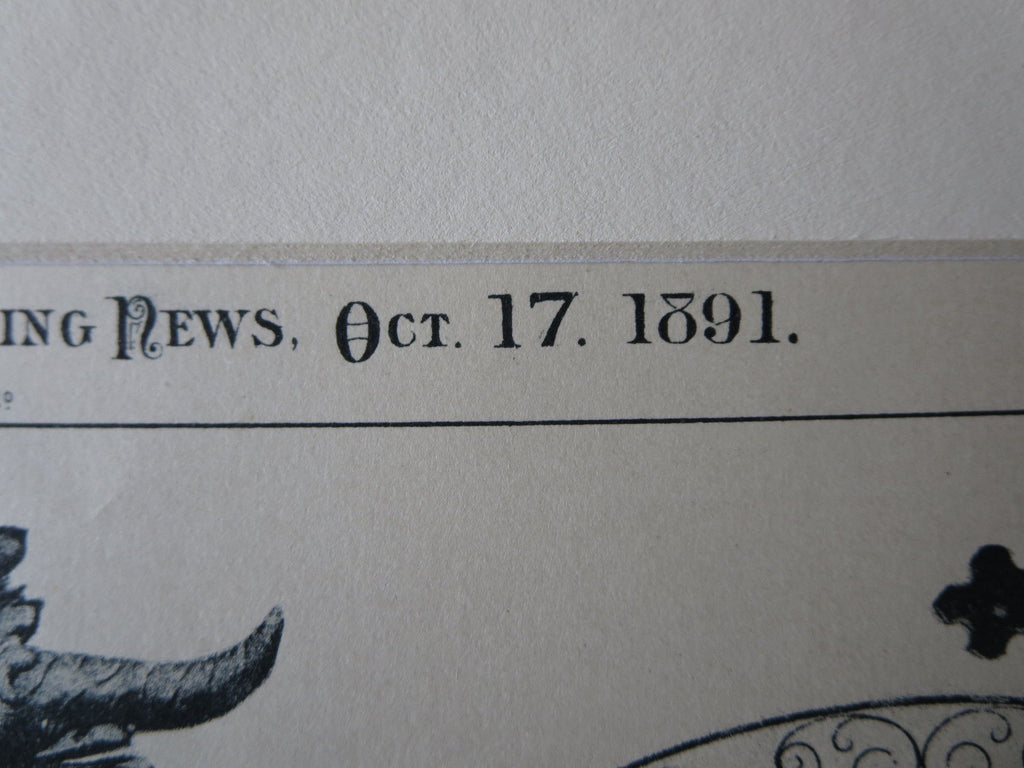 ING NEWS, OCT. 17. 1891.